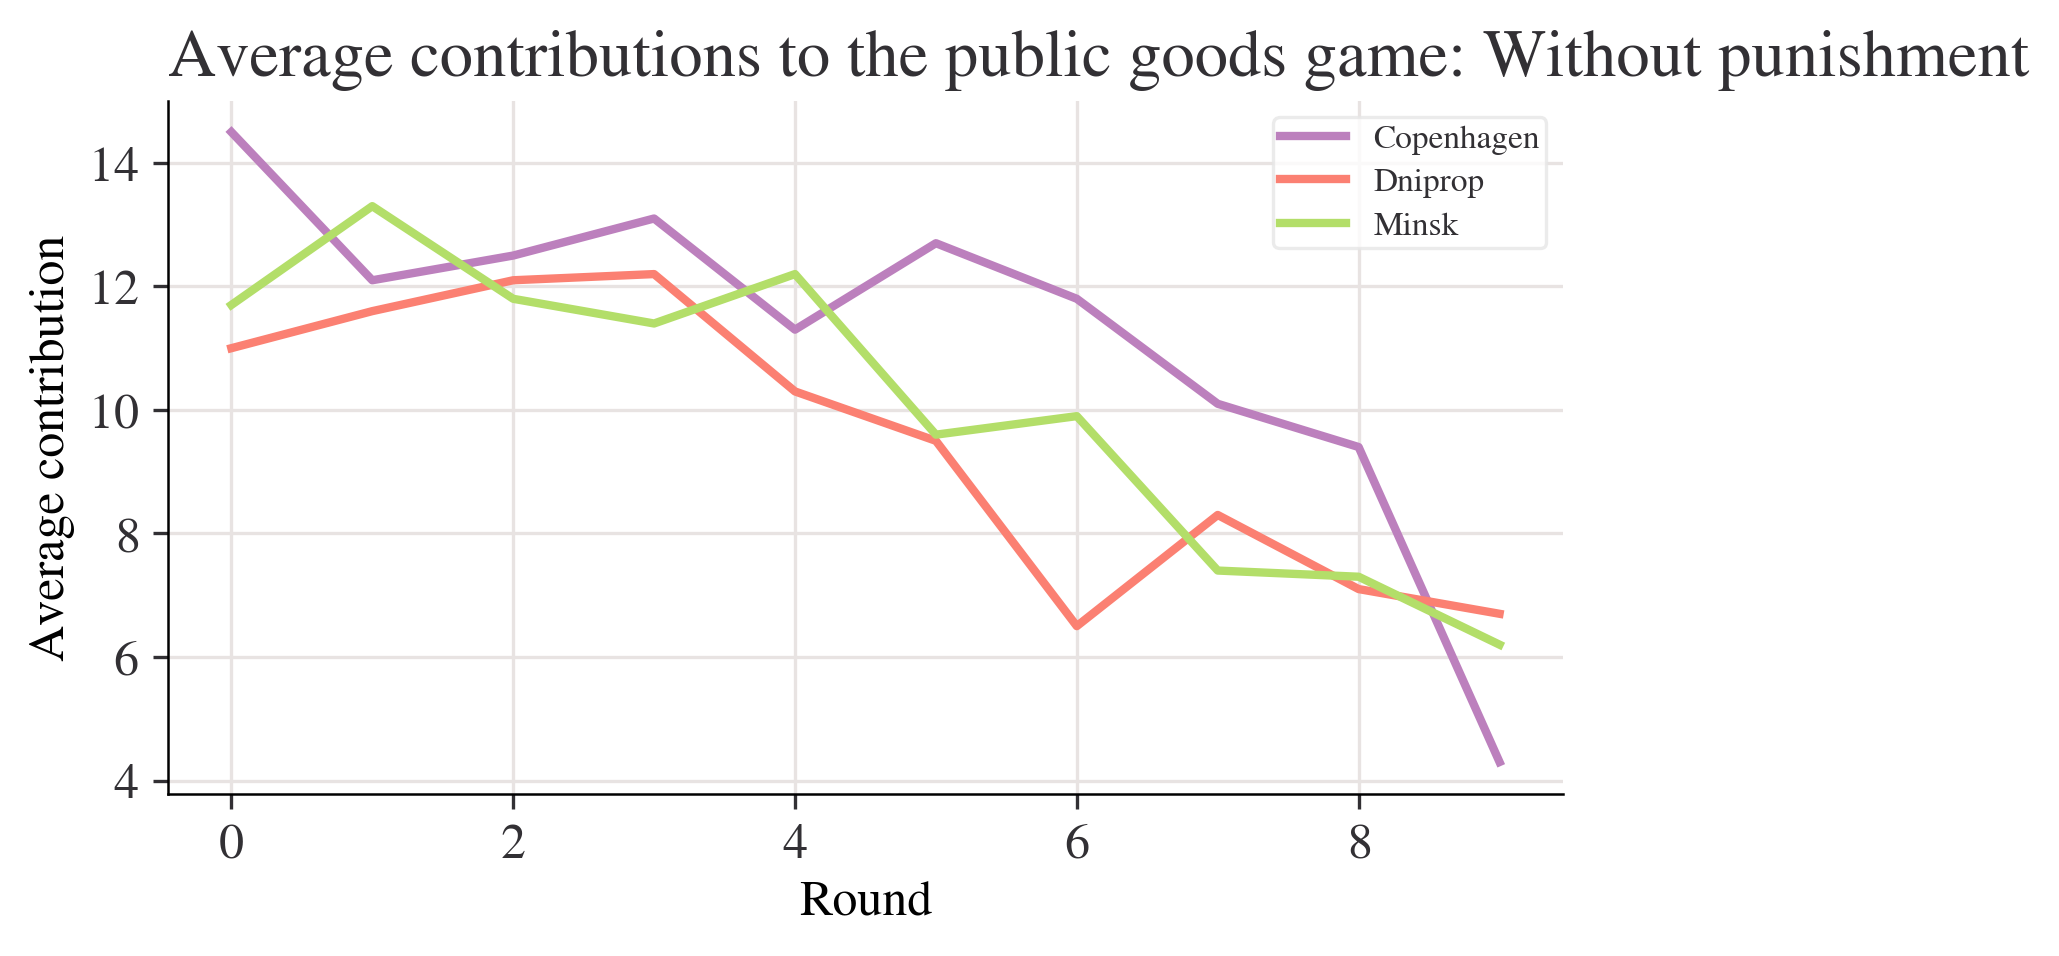 Average contributions to the public goods game: Without punishment
Copenhagen
Dniprop
Minsk
14
12
10
8
6
4
Average contribution
0 2 4 6 8
Round